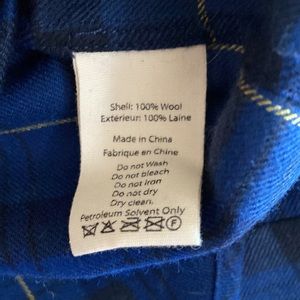 Shell: 100% Wool
Extérieur: 100% Laine
Made in China
Fabrique en Chine
Do not Wash
Do not bleach
Do not iron
Do not dry
Dry clean,
Petroleum Solvent Only
F